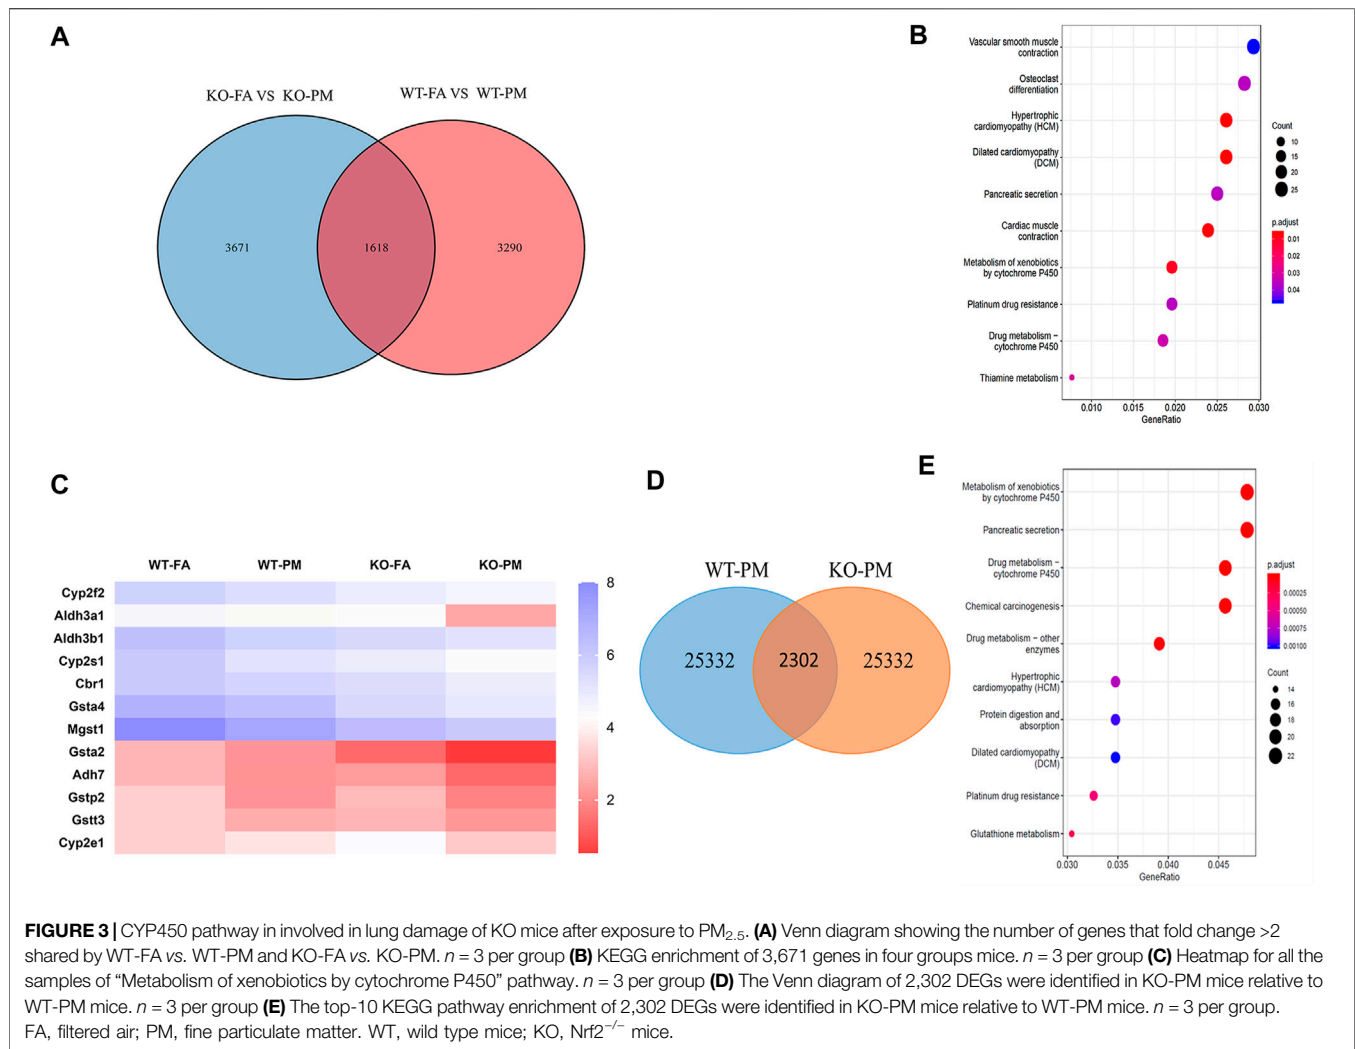 A
KO-FA VS KO-PM
WT-FA VS WT-PM
3671
1618
3290
B
Vascular smooth muscle
contraction
Osteoclast
differentiation
Hypertrophic
cardiomyopathy (HCM)
Dilated cardiomyopathy
(DCM)
Pancreatic secretion
Cardiac muscle
contraction
Metabolism of xenobiotics
by cytochrome P450
Platinum drug resistance
Drug metabolism −
cytochrome P450
Thiamine metabolism
0.010 0.015 0.020 0.025 0.030
GeneRatio
Count
10
15
20
25
p.adjust
0.01
0.02
0.03
0.04
C
WT-FA WT-PM KO-FA KO-PM
Cyp2f2
Aldh3a1
Aldh3b1
Cyp2s1
Cbr1
Gsta4
Mgst1
Gsta2
Adh7
Gstp2
Gstt3
Cyp2e1
8
6
4
2
D
WT-PM KO-PM
25332 2302 25332
E
Metabolism of xenobiotics
by cytochrome P450
Pancreatic secretion
Drug metabolism −
cytochrome P450
Chemical carcinogenesis
Drug metabolism − other
enzymes
Hypertrophic
cardiomyopathy (HCM)
Protein digestion and
absorption
Dilated cardiomyopathy
(DCM)
Platinum drug resistance
Glutathione metabolism
0.030 0.035 0.040 0.045
GeneRatio
p.adjust
0.00025
0.00050
0.00075
0.00100
Count
14
16
18
20
22
FIGURE 3 | CYP450 pathway in involved in lung damage of KO mice after exposure to PM2.5. (A) Venn diagram showing the number of genes that fold change >2
shared by WT-FA vs. WT-PM and KO-FA vs. KO-PM. n = 3 per group (B) KEGG enrichment of 3,671 genes in four groups mice. n = 3 per group (C) Heatmap for all the
samples of “Metabolism of xenobiotics by cytochrome P450” pathway. n = 3 per group (D) The Venn diagram of 2,302 DEGs were identified in KO-PM mice relative to
WT-PM mice. n = 3 per group (E) The top-10 KEGG pathway enrichment of 2,302 DEGs were identified in KO-PM mice relative to WT-PM mice. n = 3 per group.
FA, filtered air; PM, fine particulate matter. WT, wild type mice; KO, Nrf2−/− mice.